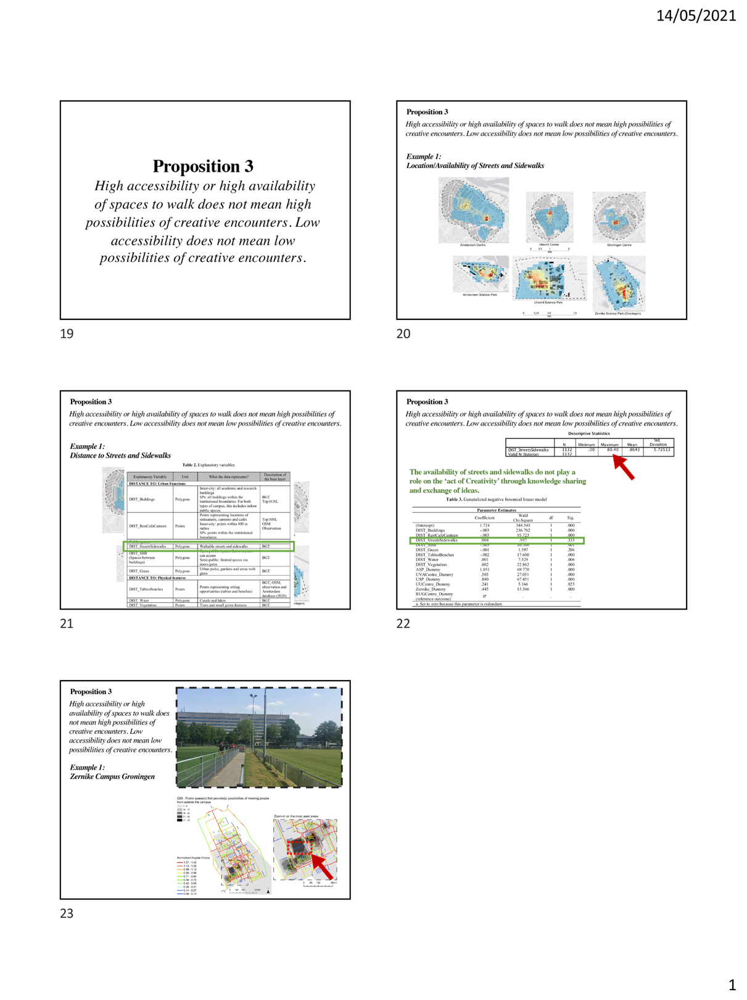 14/05/2021
Proposition 3
High accessibility or high availability
of spaces to walk does not mean high
possibilities of creative encounters. Low
accessibility does not mean low
possibilities of creative encounters.
19
Proposition 3
High accessibility or high availability of spaces to walk does not mean high possibilities of
creative encounters. Low accessibility does not mean low possibilities of creative encounters.
Example 1:
Location/Availability of Streets and Sidewalks
Amsterdam Centre
Utrecht Centre
Groningen Centre
0 0,5 1 2
KM
Amsterdam Science Park
Utrecht Science Park
Zernike Science Park (Groningen)
0 0,45 0,9 1,8
KM
20
Proposition 3
High accessibility or high availability of spaces to walk does not mean high possibilities of
creative encounters. Low accessibility does not mean low possibilities of creative encounters.
Example 1:
Distance to Streets and Sidewalks
Table 2. Explanatory variables
Explanatory Variable Unit What the data represents? Description of the base layer
DISTANCE TO: Urban Functions
DIST_Buildings Polygons Inner-city: all academic and research buildings SPs: all buildings within the institutional boundaries. For both types of campus, this includes indoor public spaces. BGT Top10.NL
DIST_RestCafeCanteen Points Points representing locations of restaurants, canteens and cafés Inner-city: points within 800 m radius SPs: points within the institutional boundaries Top10NL OSM Observation
DIST_StreetsSidewalks Polygons Walkable streets and sidewalks BGT
DIST_SBB (Spaces between buildings) Polygons can access Semi-public: limited access via doors/gates BGT
DIST_Green Polygons Urban parks, gardens and areas with grass BGT
DISTANCE TO: Physical features
DIST_TablesBenches Points Points representing sitting opportunities (tables and benches) BGT, OSM, observation and Amsterdam database (2020)
DIST_Water Polygons Canals and lakes BGT
DIST_Vegetation Points Trees and small green features BGT
21
Proposition 3
High accessibility or high availability of spaces to walk does not mean high possibilities of
creative encounters. Low accessibility does not mean low possibilities of creative encounters.
Descriptive Statistics
N Minimum Maximum Mean Std. Deviation
DIST_StreetsSidewalks 1132 .00 80.40 .8643 5.72513
Valid N (listwise) 1132
The availability of streets and sidewalks do not play a
role on the ‘act of Creativity’ through knowledge sharing
and exchange of ideas.
Table 3. Generalized negative binomial linear model
Parameter Estimates
Coefficient Wald Chi-Square df Sig.
(Intercept) 1.724 344.543 1 .000
DIST_Buildings -.003 236.762 1 .000
DIST_RestCafeCanteen -.003 93.723 1 .000
DIST_StreetsSidewalks .004 .937 1 .333
DIST_SBB -.003 10.506 1 .001
DIST_Green -.001 1 .206
DIST_TablesBenches -.002 17.600 1 .000
DIST_Water .001 7.529 1 .006
DIST_Vegetation .002 22.862 1 .000
ASP_Dummy 1.051 69.770 1 .000
UVACentre_Dummy .585 27.051 1 .000
USP_Dummy .880 67.451 1 .000
UUCentre_Dummy .241 5.166 1 .023
Zernike_Dummy .445 15.346 1 .000
RUGCentre_Dummy (reference outcome) 0ª . . .
a. Set to zero because this parameter is redundant.
22
Proposition 3
High accessibility or high
availability of spaces to walk does
not mean high possibilities of
creative encounters. Low
accessibility does not mean low
possibilities of creative encounters.
Example 1:
Zernike Campus Groningen
Q03 - Public space(s) that provide(s) possibilities of meeting people
from outside the campus
Zoom-in on the most used areas
Normalised Angular Choice
1.27 - 1.42
1.13 - 1.26
0.99 - 1.12
0.85 - 0.98
0.71 - 0.84
0.56 - 0.70
0.42 - 0.55
0.28 - 0.41
0.14 - 0.27
0.00 - 0.13
23
1